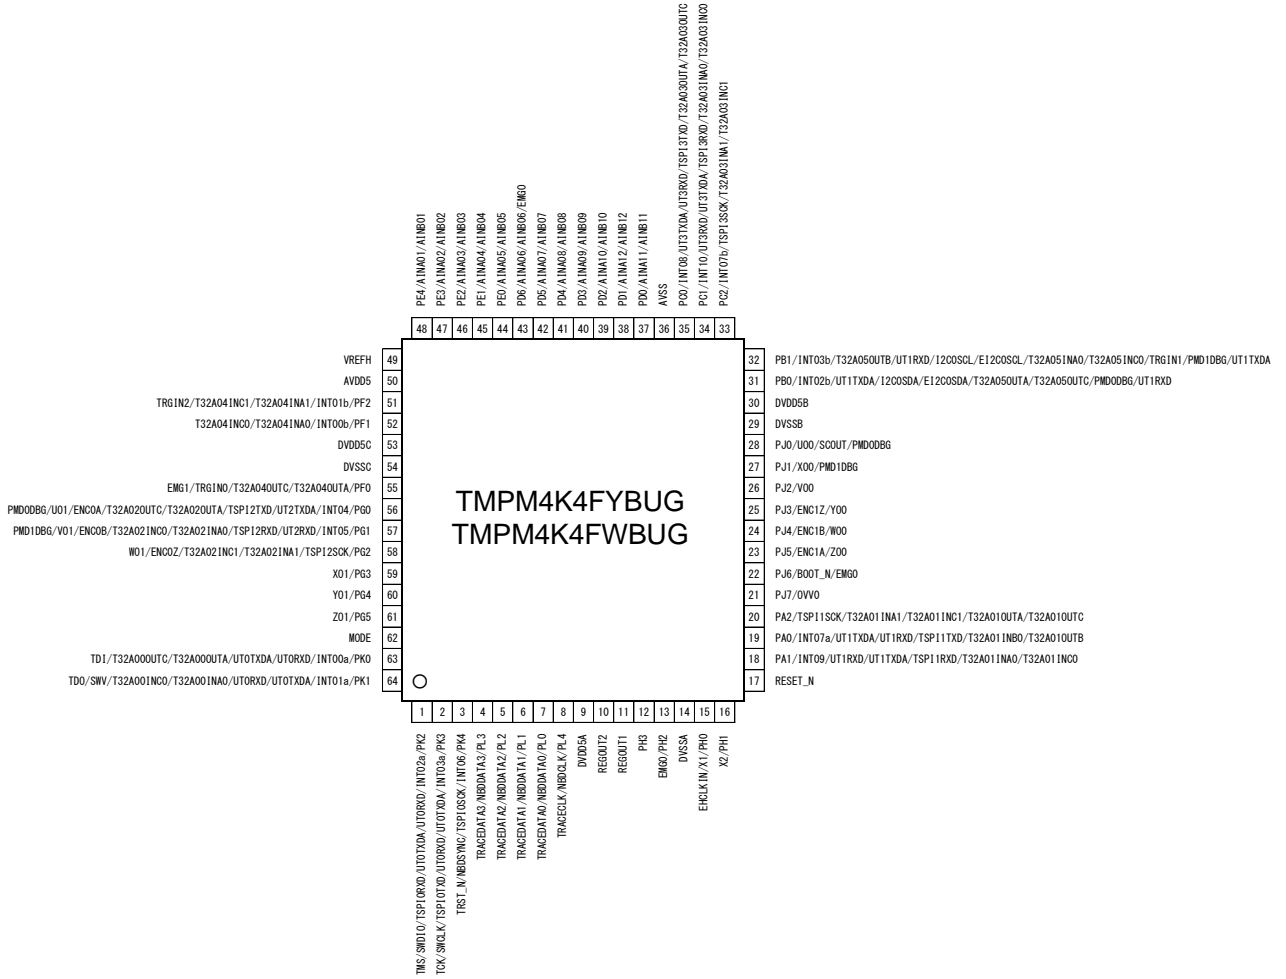 PE4/AINA01/AINB01
PE3/AINA02/AINB02
PE2/AINA03/AINB03
PE1/AINA04/AINB04
PE0/AINA05/AINB05
PD6/AINA06/AINB06/EMG0
PD5/AINA07/AINB07
PD4/AINA08/AINB08
PD3/AINA09/AINB09
PD2/AINA10/AINB10
PD1/AINA12/AINB12
PD0/AINA11/AINB11
AVSS
PC0/INT08/UT3TXDA/UT3RXD/TSPI3TXD/T32A03OUTA/T32A03OUTC
PC1/INT10/UT3RXD/UT3TXDA/TSPI3RXD/T32A03INA0/T32A03INC0
PC2/INT07b/TSPI3SCK/T32A03INA1/T32A03INC1
48 47 46 45 44 43 42 41 40 39 38 37 36 35 34 33
VREFH 49
AVDD5 50
TRGIN2/T32A04INC1/T32A04INA1/INT01b/PF2 51
T32A04INC0/T32A04INA0/INT00b/PF1 52
DVDD5C 53
DVSSC 54
EMG1/TRGIN0/T32A04OUTC/T32A04OUTA/PF0 55
PMD0DBG/UO1/ENC0A/T32A02OUTC/T32A02OUTA/TSPI2TXD/UT2TXDA/INT04/PG0 56
PMD1DBG/VO1/ENC0B/T32A02INC0/T32A02INA0/TSPI2RXD/UT2RXD/INT05/PG1 57
WO1/ENC0Z/T32A02INC1/T32A02INA1/TSPI2SCK/PG2 58
XO1/PG3 59
YO1/PG4 60
ZO1/PG5 61
MODE 62
TDI/T32A00OUTC/T32A00OUTA/UT0TXDA/UT0RXD/INT00a/PK0 63
TDO/SWV/T32A00INC0/T32A00INA0/UT0RXD/UT0TXDA/INT01a/PK1 64
TMPM4K4FYBUG
TMPM4K4FWBUG
32 PB1/INT03b/T32A05OUTB/UT1RXD/I2C0SCL/EI2C0SCL/T32A05INA0/T32A05INC0/TRGIN1/PMD1DBG/UT1TXDA
31 PB0/INT02b/UT1TXDA/I2C0SDA/EI2C0SDA/T32A05OUTA/T32A05OUTC/PMD0DBG/UT1RXD
30 DVDD5B
29 DVSSB
28 PJ0/UO0/SCOUT/PMD0DBG
27 PJ1/XO0/PMD1DBG
26 PJ2/VO0
25 PJ3/ENC1Z/YO0
24 PJ4/ENC1B/WO0
23 PJ5/ENC1A/ZO0
22 PJ6/BOOT_N/EMG0
21 PJ7/OVV0
20 PA2/TSPI1SCK/T32A01INA1/T32A01INC1/T32A01OUTA/T32A01OUTC
19 PA0/INT07a/UT1TXDA/UT1RXD/TSPI1TXD/T32A01INB0/T32A01OUTB
18 PA1/INT09/UT1RXD/UT1TXDA/TSPI1RXD/T32A01INA0/T32A01INC0
17 RESET_N
1 2 3 4 5 6 7 8 9 10 11 12 13 14 15 16
TMS/SWDIO/TSPI0RXD/UT0TXDA/UT0RXD/INT02a/PK2
TCK/SWCLK/TSPI0TXD/UT0RXD/UT0TXDA/INT03a/PK3
TRST_N/NBDSYNC/TSPI0SCK/INT06/PK4
TRACEDATA3/NBDDATA3/PL3
TRACEDATA2/NBDDATA2/PL2
TRACEDATA1/NBDDATA1/PL1
TRACEDATA0/NBDDATA0/PL0
TRACECLK/NBDCLK/PL4
DVDD5A
REGOUT2
REGOUT1
PH3
EMG0/PH2
DVSSA
EHCLKIN/X1/PH0
X2/PH1